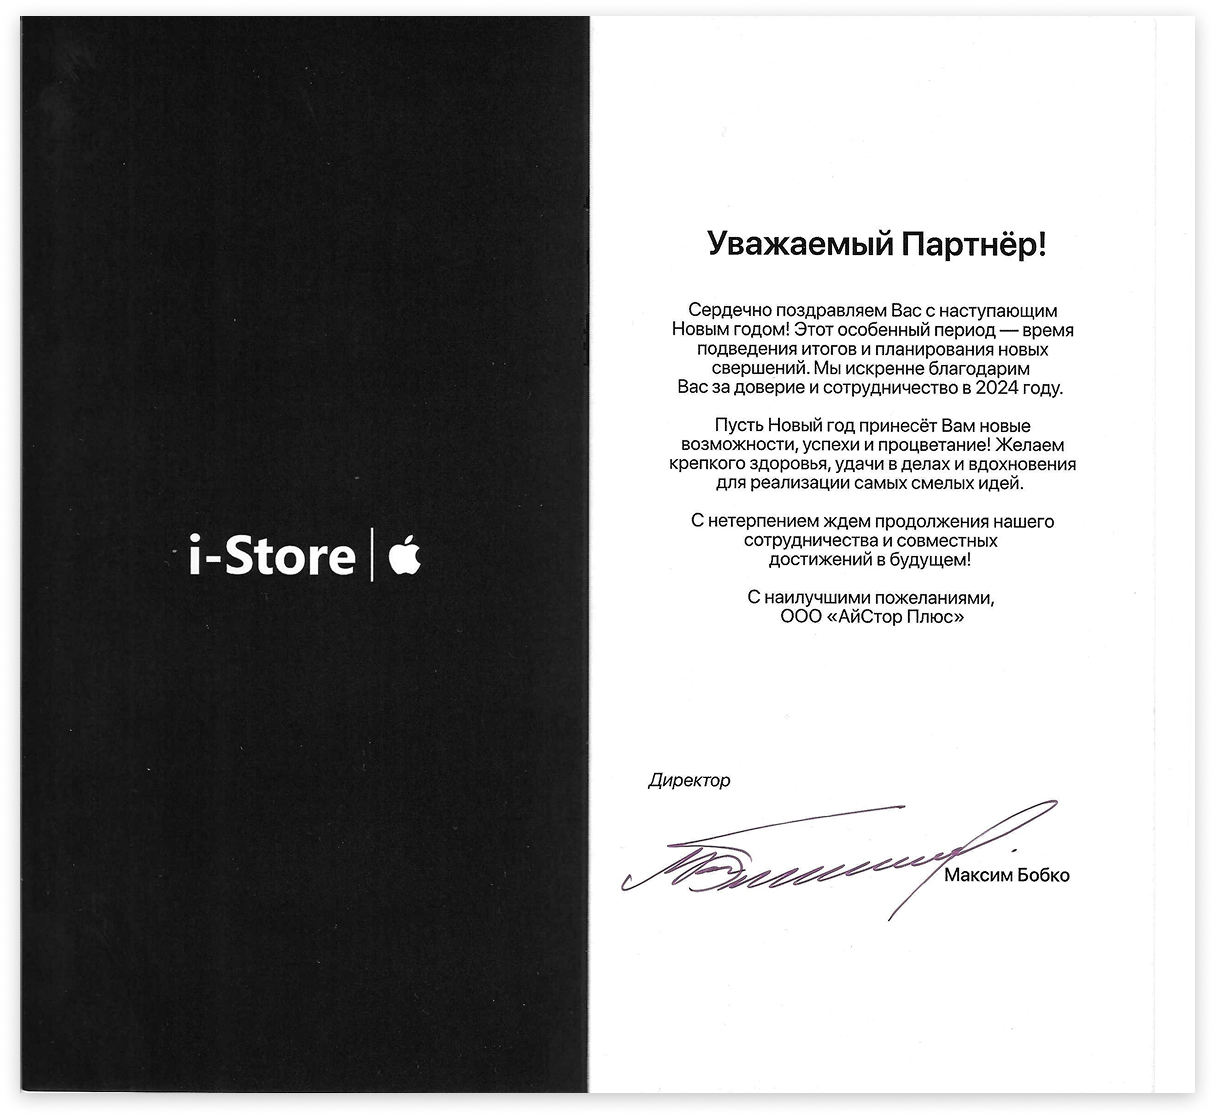 i-Store
Уважаемый Партнёр!
Сердечно поздравляем Вас с наступающим
Новым годом! Этот особенный период — время
подведения итогов и планирования новых
свершений. Мы искренне благодарим
Вас за доверие и сотрудничество в 2024 году.
Пусть Новый год принесёт Вам новые
возможности, успехи и процветание! Желаем
крепкого здоровья, удачи в делах и вдохновения
для реализации самых смелых идей.
С нетерпением ждем продолжения нашего
сотрудничества и совместных
достижений в будущем!
С наилучшими пожеланиями,
ООО «АйСтор Плюс»
Директор
Максим Бобко